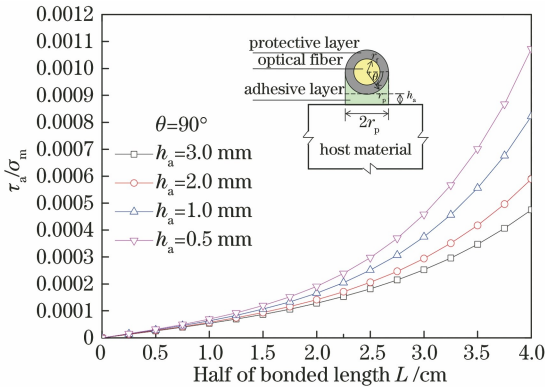 0.0012
0.0011
0.0010
0.0009
0.0008
0.0007
0.0006
0.0005
0.0004
0.0003
0.0002
0.0001
0
τa/σm
protective layer
optical fiber
adhesive layer
rf
θ
rp
ha
2rp
host material
θ=90°
ha=3.0 mm
ha=2.0 mm
ha=1.0 mm
ha=0.5 mm
0 0.5 1.0 1.5 2.0 2.5 3.0 3.5 4.0
Half of bonded length L /cm